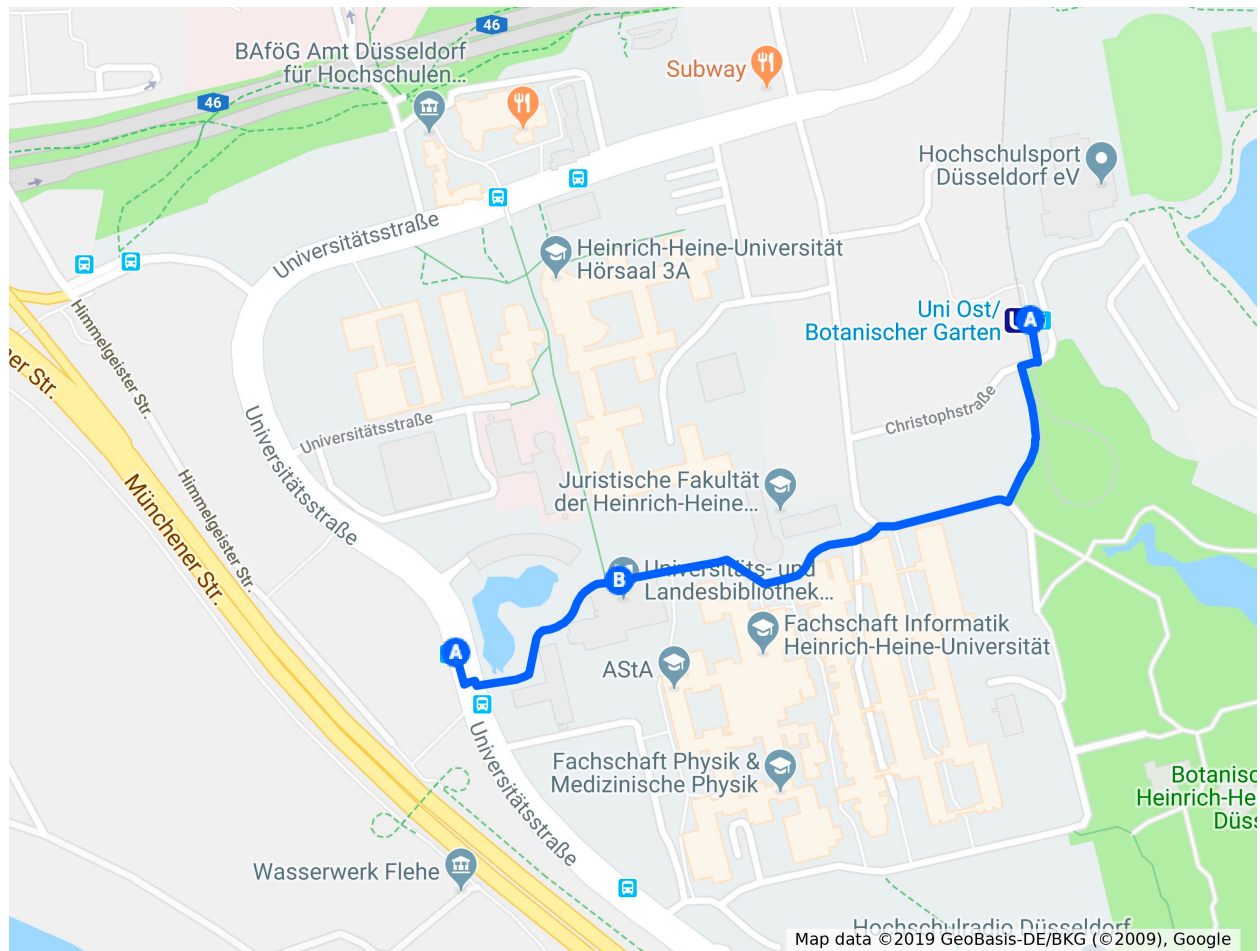 46
BAföG Amt Düsseldorf
für Hochschulen...
Subway
46
Hochschulsport
Düsseldorf eV
Universitätsstraße
Heinrich-Heine-Universität
Hörsaal 3A
Himmelgeister Str.
Uni Ost/
Botanischer Garten
U
A
er Str.
Christophstraße
Universitätsstraße
Universitätsstraße
Himmelgeister Str.
Münchener Str.
Juristische Fakultät
der Heinrich-Heine...
B
Universitäts- und
Landesbibliothek...
Fachschaft Informatik
Heinrich-Heine-Universität
A
AStA
Universitätsstraße
Fachschaft Physik &
Medizinische Physik
Botanisc
Heinrich-He
Düss
Wasserwerk Flehe
Hochschulradio Düsseldorf
Map data ©2019 GeoBasis-DE/BKG (©2009), Google